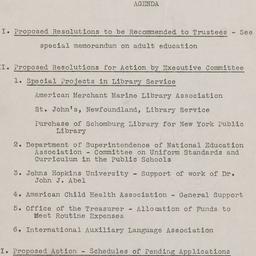 AGENDA
I. Proposed Resolutions to be Recommended to Trustees - See
special memorandum on adult education
II. Proposed Resolutions for Action by Executive Committee
1. Special Projects in Library Service
American Merchant Marine Library Association
St. John's, Newfoundland, Library Service
Purchase of Schomburg Library for New York Public
Library
2. Department of Superintendence of National Education
Association - Committee on Uniform Standards and
Curriculum in the Public Schools
3. Johns Hopkins University - Support of work of Dr.
John J. Abel
4. American Child Health Association - General Support
5. Office of the Treasurer - Allocation of Funds to
Meet Routine Expenses
6. International Auxiliary Language Association
I. Proposed Action - Schedules of Pending Applications